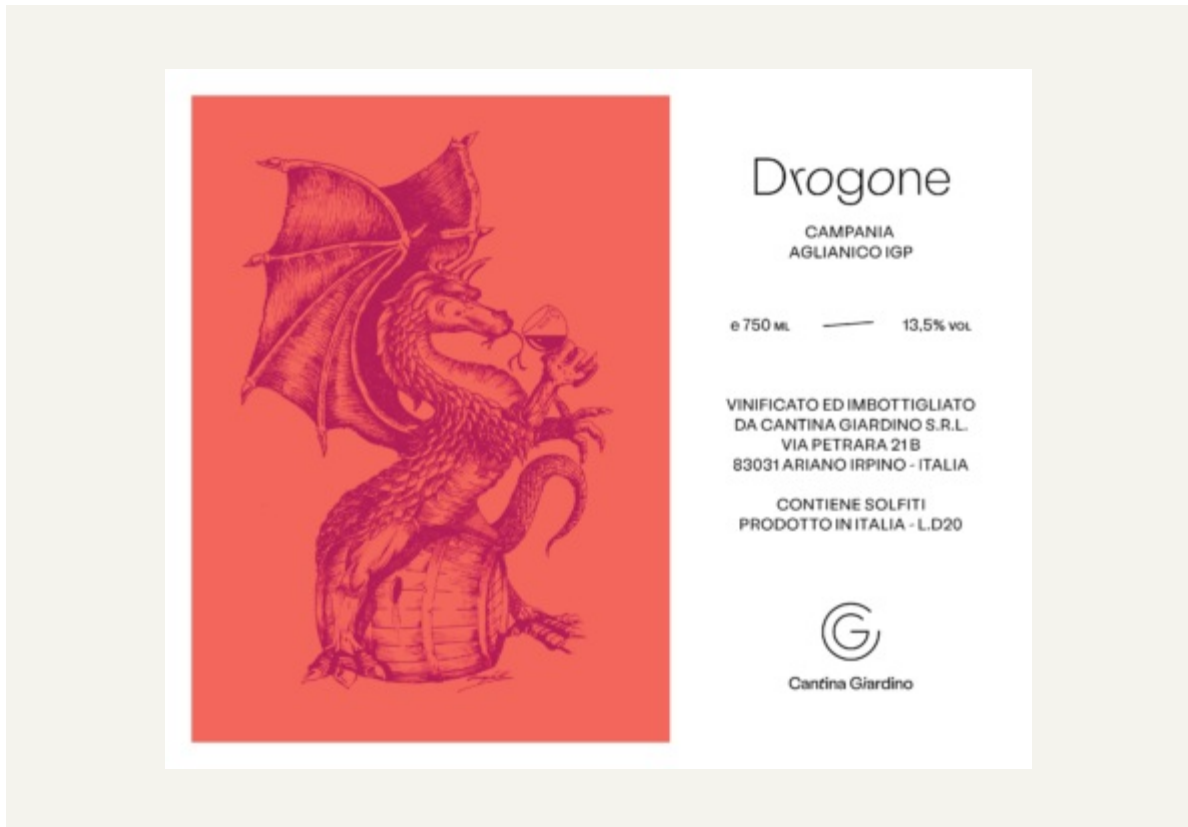 Drogone
CAMPANIA
AGLIANICO IGP
e 750 ML
13,5% VOL
VINIFICATO ED IMBOTTIGLIATO
DA CANTINA GIARDINO S.R.L.
VIA PETRARA 21 B
83031 ARIANO IRPINO - ITALIA
CONTIENE SOLFITI
PRODOTTO IN ITALIA - L.D20
CG
Cantina Giardino